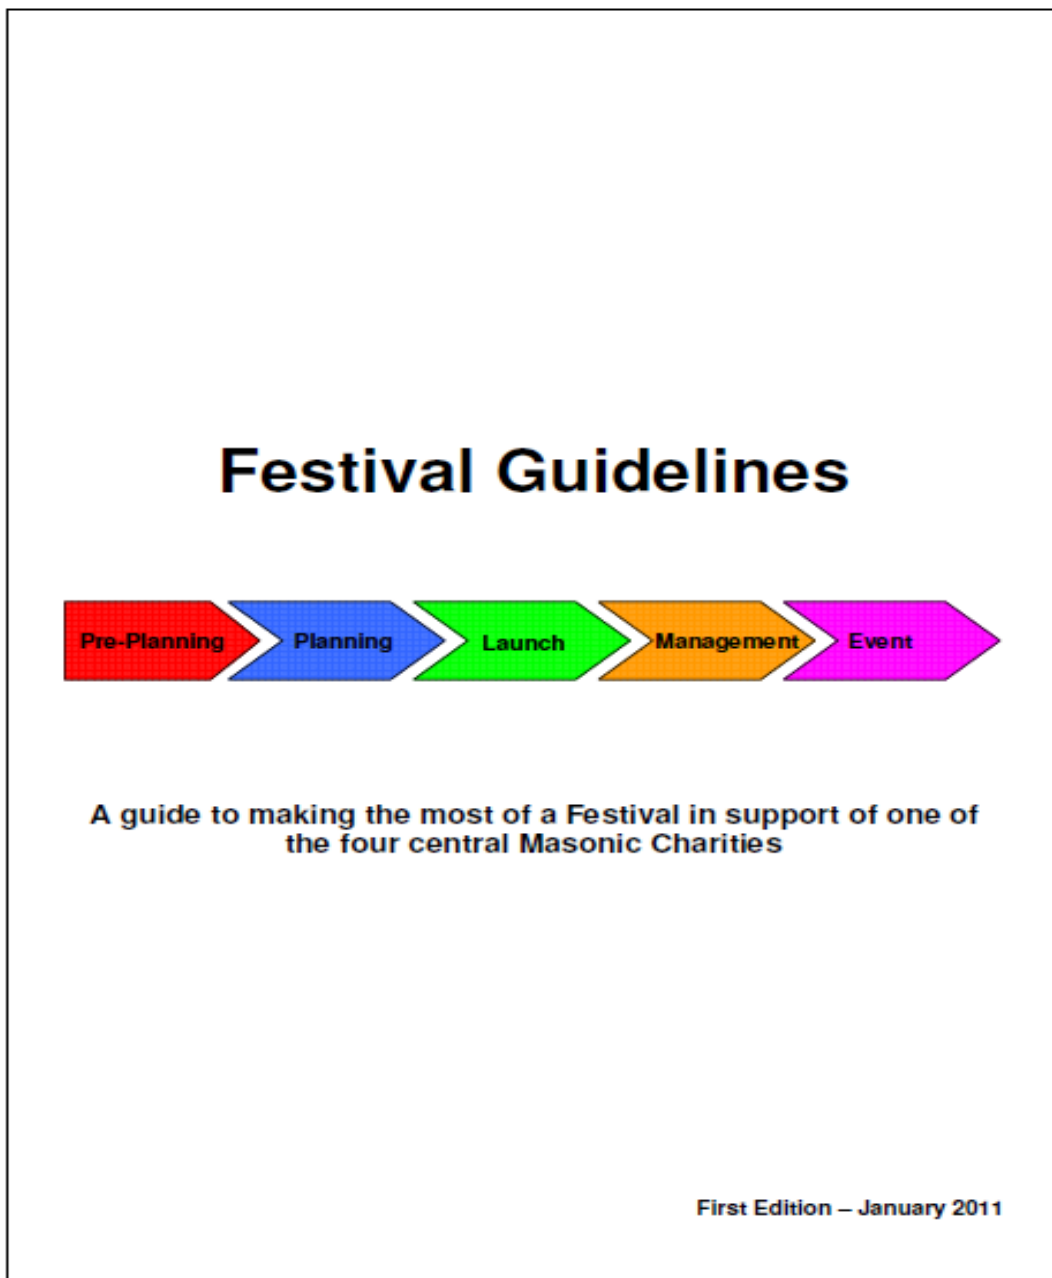 Festival Guidelines
Pre-Planning
Planning
Launch
Management
Event
A guide to making the most of a Festival in support of one of
the four central Masonic Charities
First Edition – January 2011